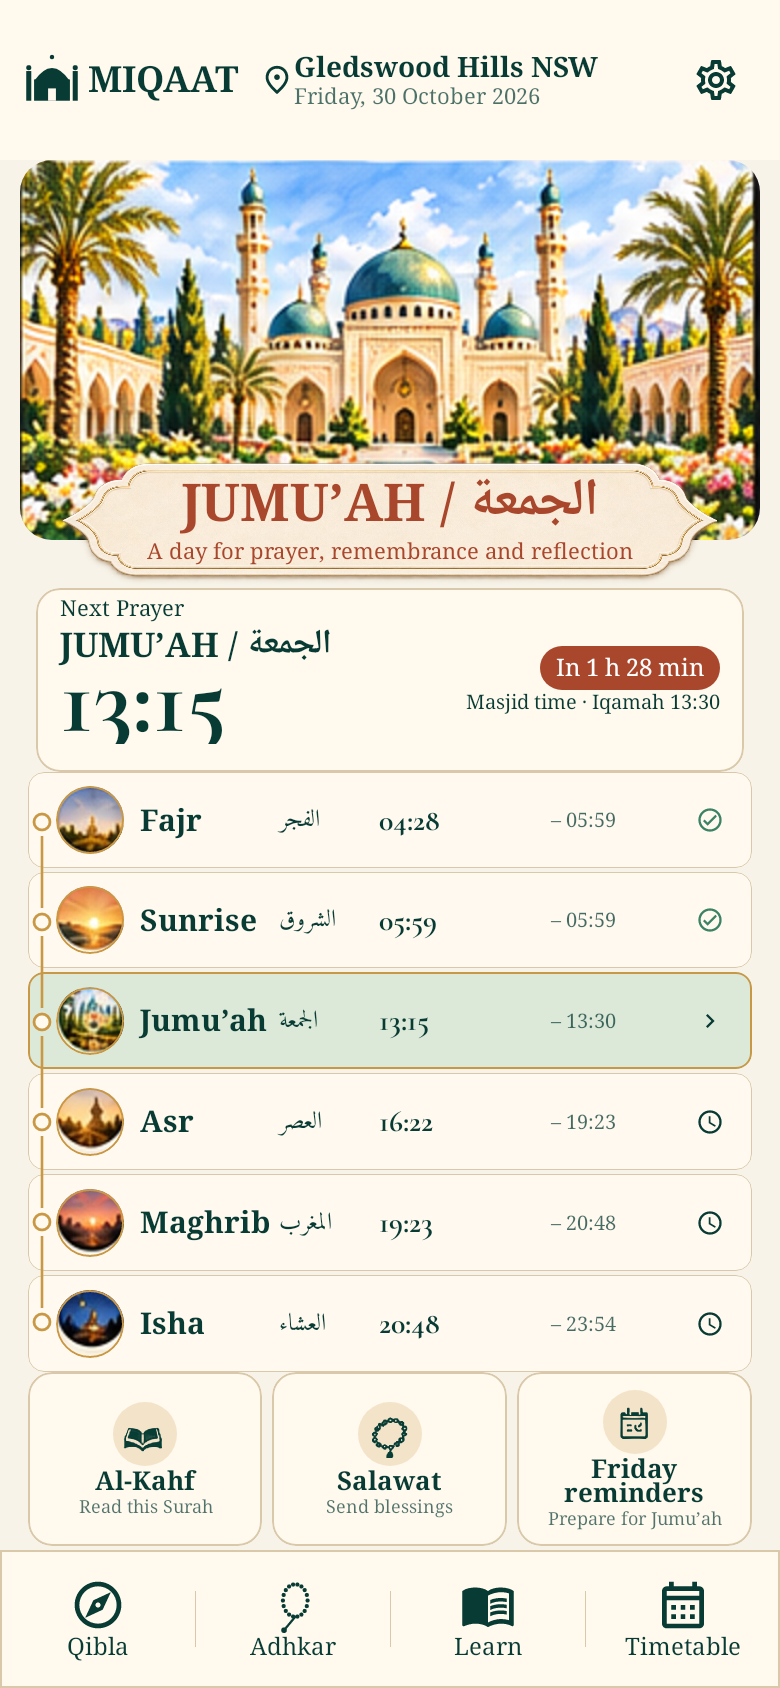 MIQAAT
Gledswood Hills NSW
Friday, 30 October 2026
JUMU’AH / الجمعة
A day for prayer, remembrance and reflection
Next Prayer
JUMU’AH / الجمعة
13:15
In 1 h 28 min
Masjid time · Iqamah 13:30
Fajr الفجر 04:28 – 05:59
Sunrise الشروق 05:59 – 05:59
Jumu’ah الجمعة 13:15 – 13:30
Asr العصر 16:22 – 19:23
Maghrib المغرب 19:23 – 20:48
Isha العشاء 20:48 – 23:54
Al-Kahf
Read this Surah
Salawat
Send blessings
Friday
reminders
Prepare for Jumu’ah
Qibla
Adhkar
Learn
Timetable